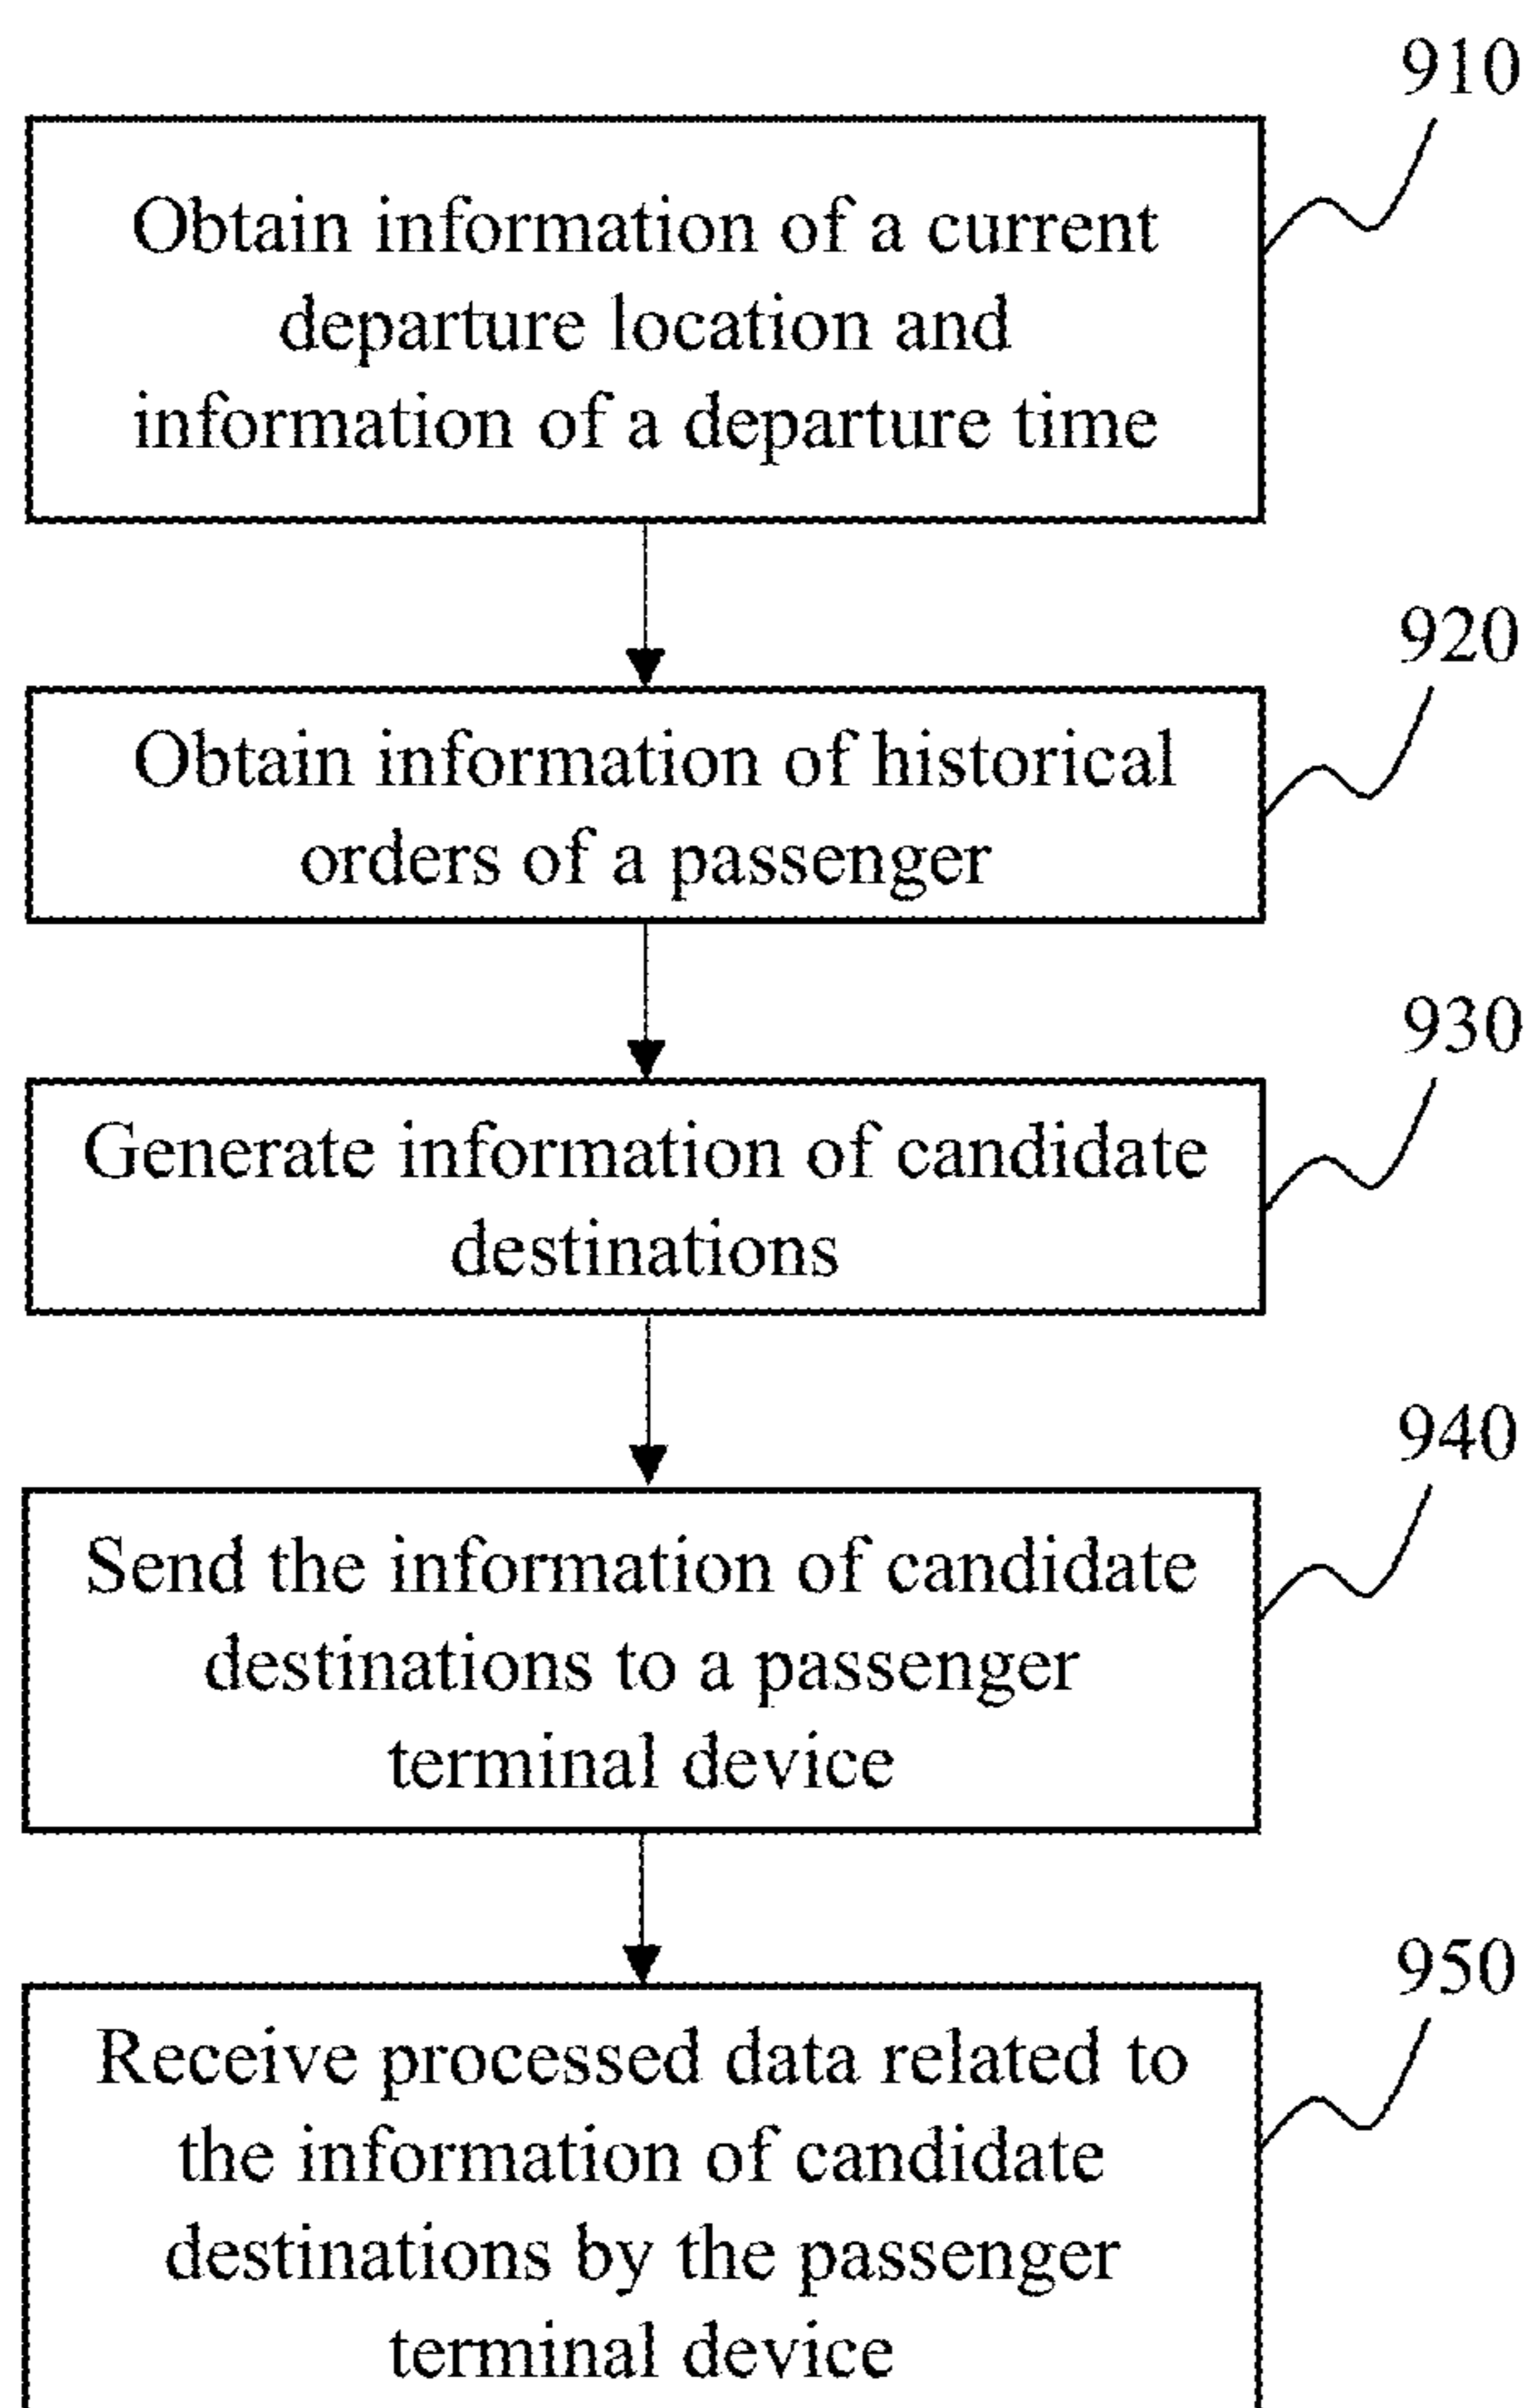 910
Obtain information of a current
departure location and
information of a departure time
920
Obtain information of historical
orders of a passenger
930
Generate information of candidate
destinations
940
Send the information of candidate
destinations to a passenger
terminal device
950
Receive processed data related to
the information of candidate
destinations by the passenger
terminal device